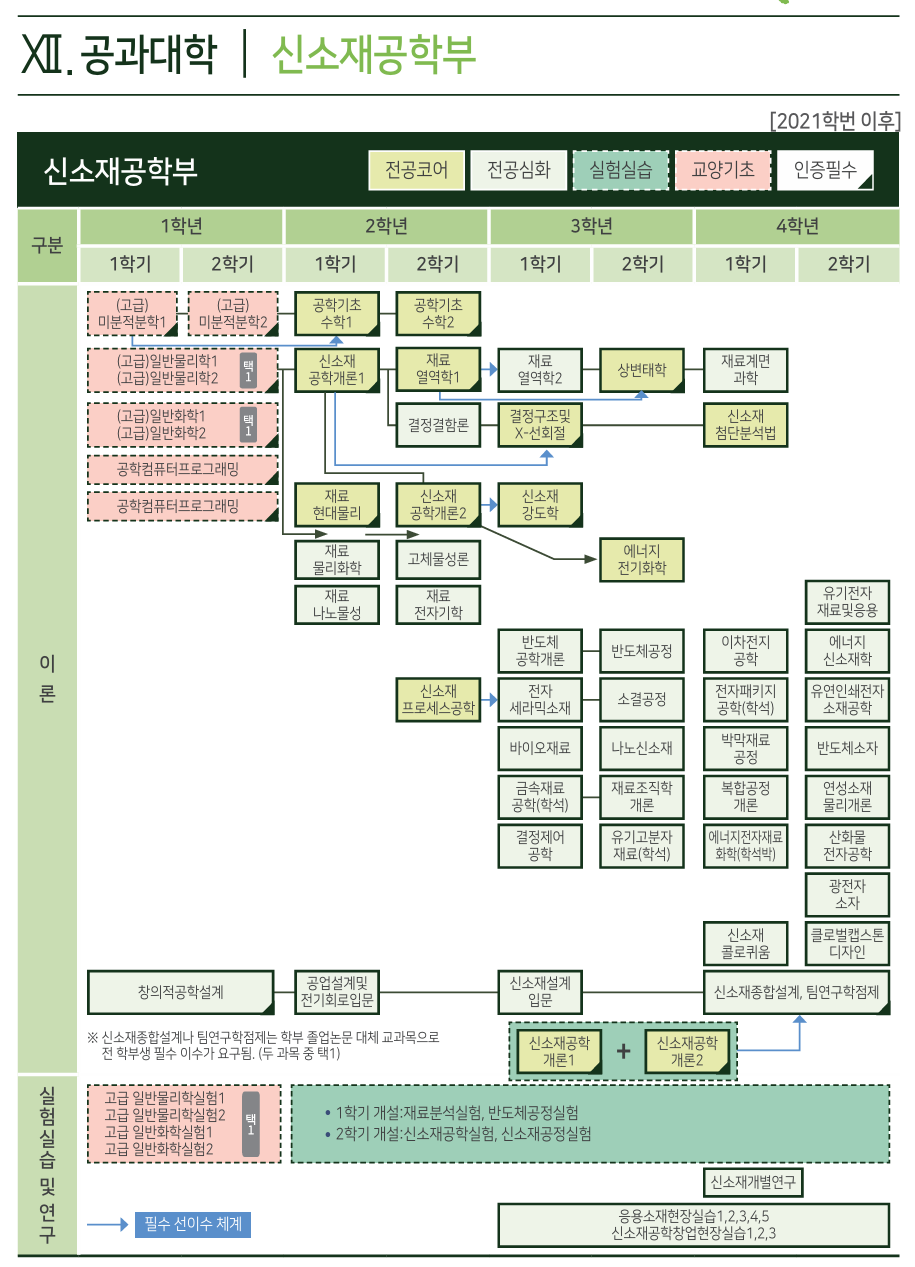 Ⅻ. 공과대학 | 신소재공학부
[2021학번 이후]
신소재공학부
전공코어
전공심화
실험실습
교양기초
인증필수
구분
1학년
2학년
3학년
4학년
1학기
2학기
1학기
2학기
1학기
2학기
1학기
2학기
이
론
(고급)
미분적분학1
(고급)
미분적분학2
공학기초
수학1
공학기초
수학2
(고급)일반물리학1
(고급)일반물리학2
택
1
신소재
공학개론1
재료
열역학1
재료
열역학2
상변태학
재료계면
과학
(고급)일반화학1
(고급)일반화학2
택
1
결정결함론
결정구조및
X-선회절
신소재
첨단분석법
공학컴퓨터프로그래밍
공학컴퓨터프로그래밍
재료
현대물리
신소재
공학개론2
신소재
강도학
재료
물리화학
고체물성론
에너지
전기화학
재료
나노물성
재료
전자기학
유기전자
재료및응용
반도체
공학개론
반도체공정
이차전지
공학
에너지
신소재학
신소재
프로세스공학
전자
세라믹소재
소결공정
전자패키지
공학(학석)
유연인쇄전자
소재공학
바이오재료
나노신소재
박막재료
공정
반도체소자
금속재료
공학(학석)
재료조직학
개론
복합공정
개론
연성소재
물리개론
결정제어
공학
유기고분자
재료(학석)
에너지전자재료
화학(학석박)
산화물
전자공학
광전자
소자
신소재
콜로퀴움
클로벌캡스톤
디자인
창의적공학설계
공업설계및
전기회로입문
신소재설계
입문
신소재종합설계, 팀연구학점제
※ 신소재종합설계나 팀연구학점제는 학부 졸업논문 대체 교과목으로
전 학부생 필수 이수가 요구됨. (두 과목 중 택1)
신소재공학
개론1
+
신소재공학
개론2
실
험
실
습
및
연
구
고급 일반물리학실험1
고급 일반물리학실험2
고급 일반화학실험1
고급 일반화학실험2
택
1
• 1학기 개설:재료분석실험, 반도체공정실험
• 2학기 개설:신소재공학실험, 신소재공정실험
신소재개별연구
필수 선이수 체계
응용소재현장실습1,2,3,4,5
신소재공학창업현장실습1,2,3